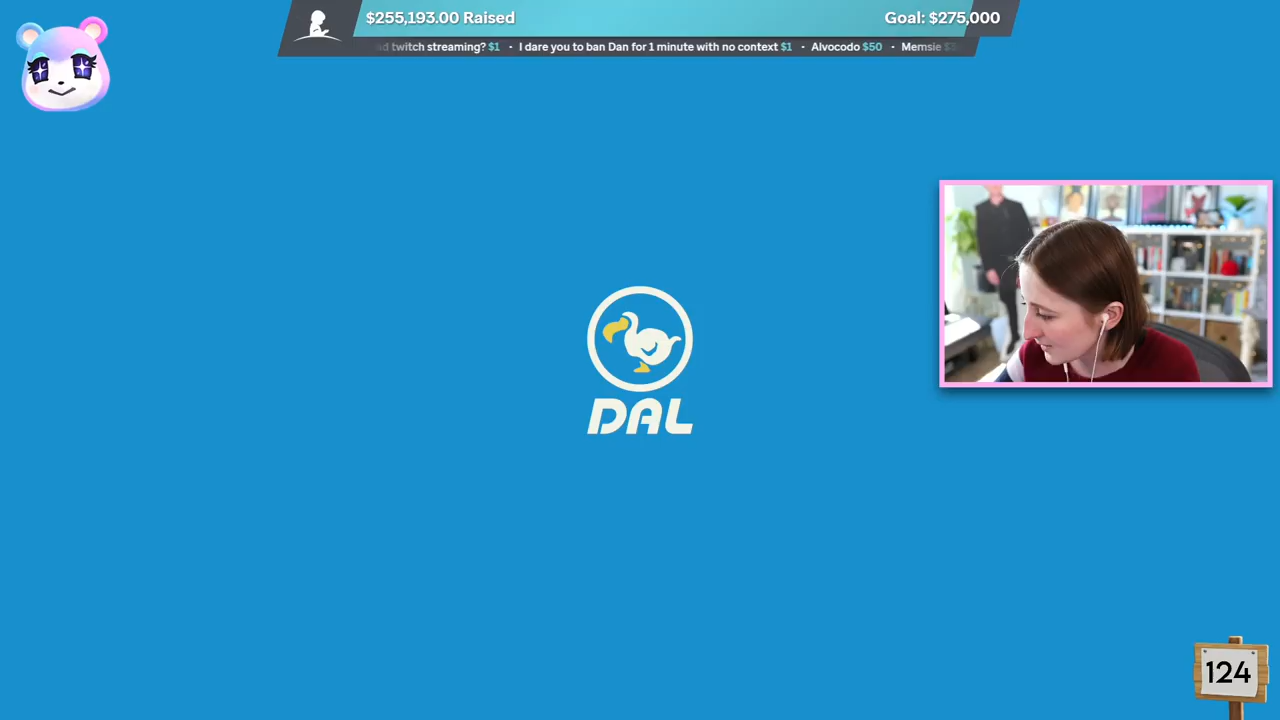 $255,193.00 Raised
Goal: $275,000
d twitch streaming? $1 · I dare you to ban Dan for 1 minute with no context $1 · Alvocodo $50 · Memsie
DAL
124